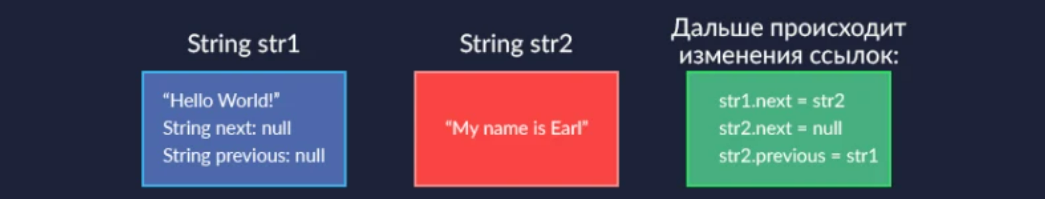 String str1
“Hello World!”
String next: null
String previous: null
String str2
“My name is Earl”
Дальше происходит
изменения ссылок:
str1.next = str2
str2.next = null
str2.previous = str1